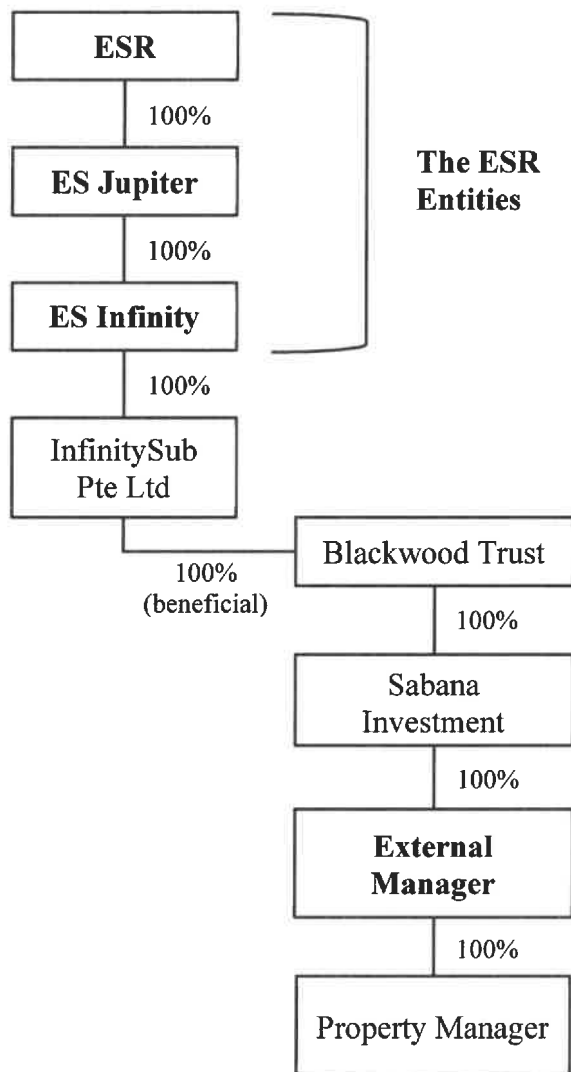 ESR
100%
ES Jupiter
The ESR
Entities
100%
ES Infinity
100%
InfinitySub
Pte Ltd
100%
(beneficial)
Blackwood Trust
100%
Sabana
Investment
100%
External
Manager
100%
Property Manager